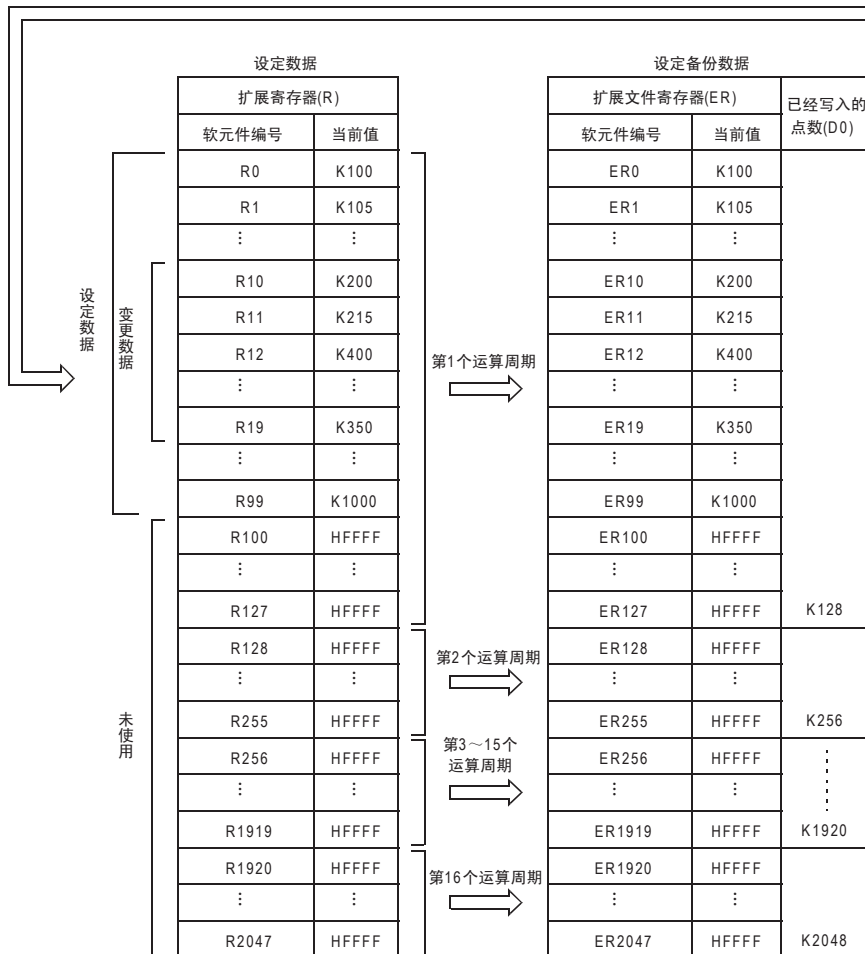 设定数据
设定备份数据
扩展寄存器(R)
扩展文件寄存器(ER)
已经写入的
点数(D0)
软元件编号 当前值
软元件编号 当前值
R0 K100
ER0 K100
R1 K105
ER1 K105
⋮ ⋮
⋮ ⋮
R10 K200
ER10 K200
R11 K215
ER11 K215
R12 K400
ER12 K400
⋮ ⋮
⋮ ⋮
R19 K350
ER19 K350
⋮ ⋮
⋮ ⋮
R99 K1000
ER99 K1000
R100 HFFFF
ER100 HFFFF
⋮ ⋮
⋮ ⋮
R127 HFFFF
ER127 HFFFF K128
R128 HFFFF
ER128 HFFFF
⋮ ⋮
⋮ ⋮
R255 HFFFF
ER255 HFFFF K256
R256 HFFFF
ER256 HFFFF
⋮ ⋮
⋮ ⋮
R1919 HFFFF
ER1919 HFFFF K1920
R1920 HFFFF
ER1920 HFFFF
⋮ ⋮
⋮ ⋮
R2047 HFFFF
ER2047 HFFFF K2048
设定数据
变更数据
未使用
第1个运算周期
第2个运算周期
第3～15个
运算周期
第16个运算周期